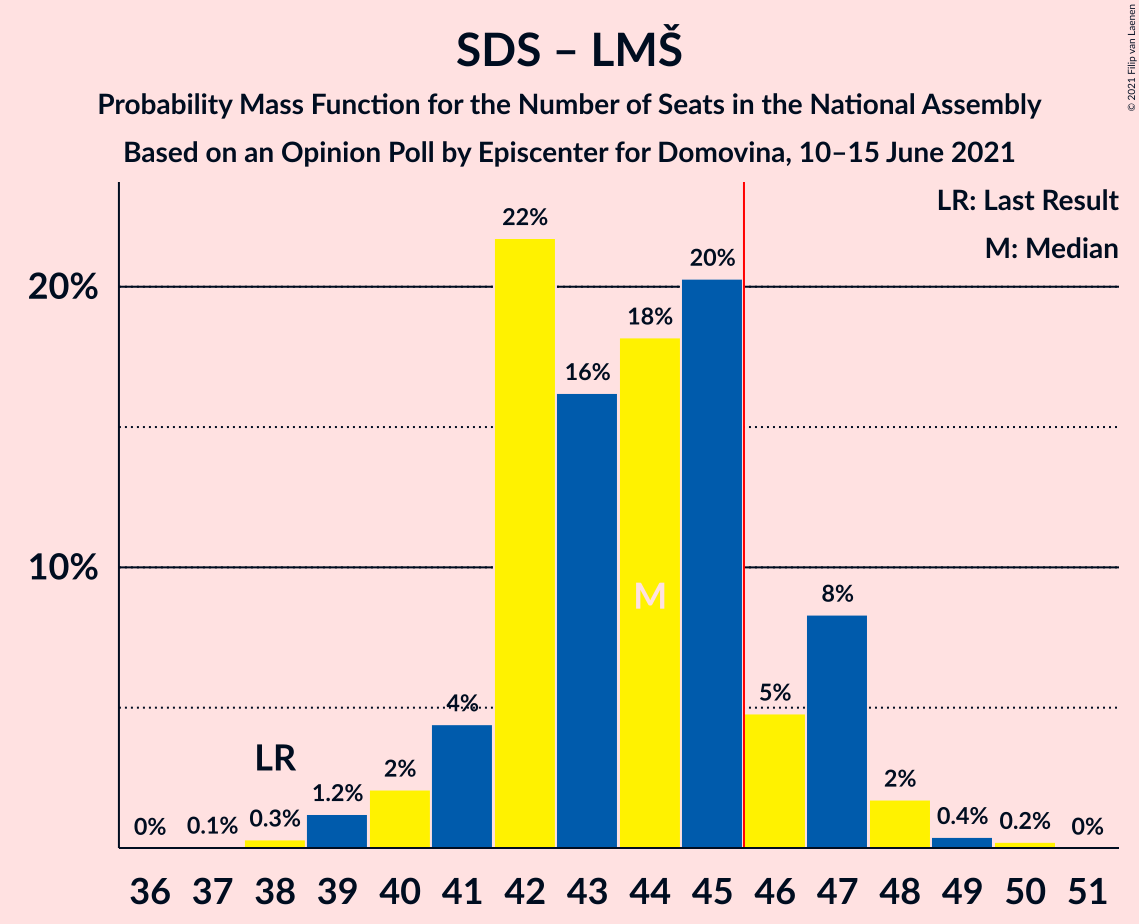 SDS – LMŠ
Probability Mass Function for the Number of Seats in the National Assembly
Based on an Opinion Poll by Episcenter for Domovina, 10–15 June 2021
© 2021 Filip van Laenen
LR: Last Result
M: Median
22%
20%
20%
18%
16%
10%
M
8%
5%
4%
LR
2%
2%
1.2%
0%
0.1%
0.3%
0.4%
0.2%
0%
36 37 38 39 40 41 42 43 44 45 46 47 48 49 50 51